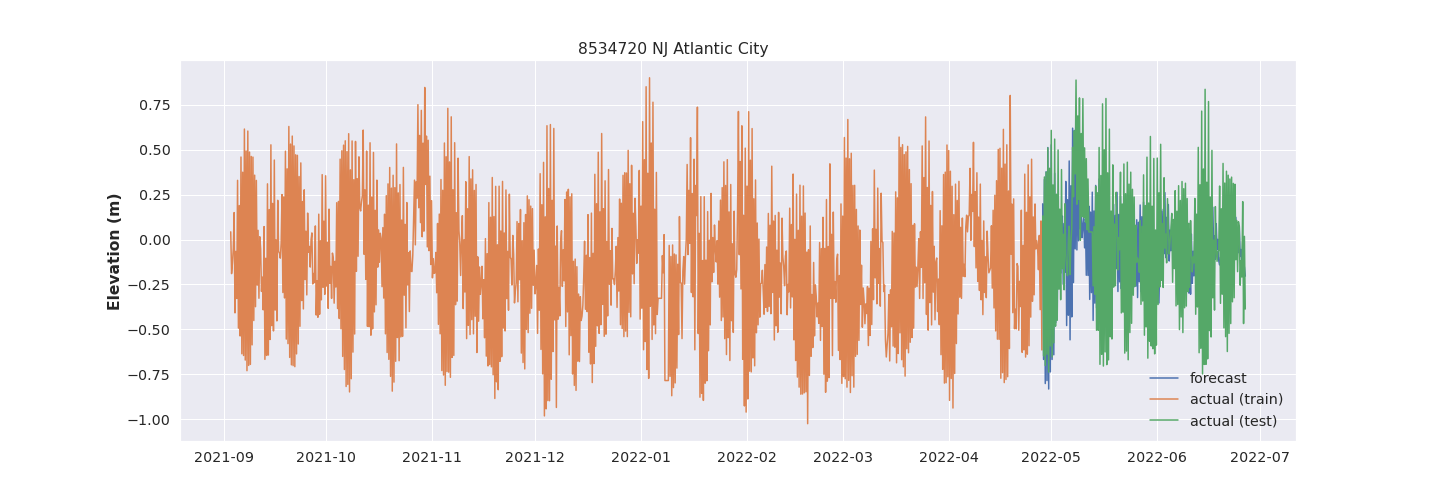 8534720 NJ Atlantic City
Elevation (m)
0.75
0.50
0.25
0.00
−0.25
−0.50
−0.75
−1.00
2021-09 2021-10 2021-11 2021-12 2022-01 2022-02 2022-03 2022-04 2022-05 2022-06 2022-07
forecast
actual (train)
actual (test)